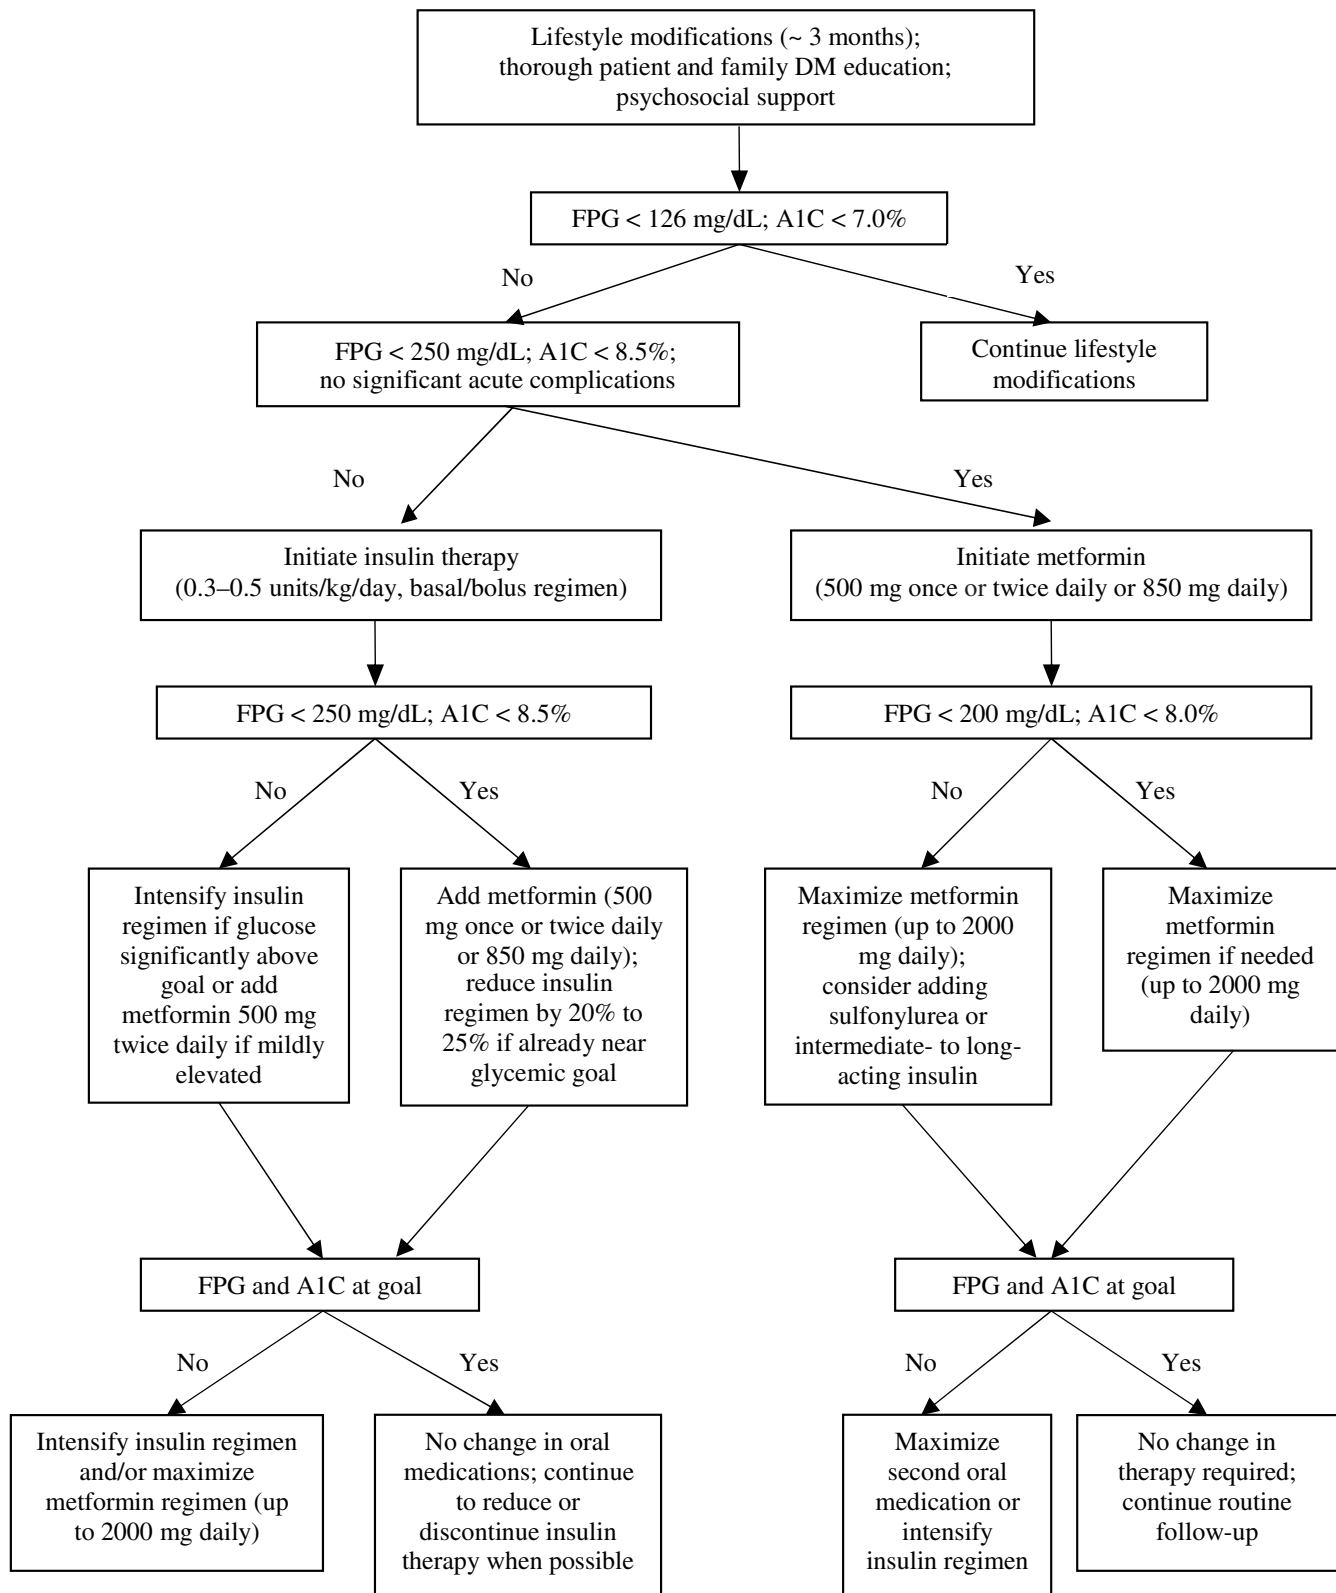 Lifestyle modifications (~ 3 months);
thorough patient and family DM education;
psychosocial support
FPG < 126 mg/dL; A1C < 7.0%
No
Yes
FPG < 250 mg/dL; A1C < 8.5%;
no significant acute complications
Continue lifestyle
modifications
No
Yes
Initiate insulin therapy
(0.3–0.5 units/kg/day, basal/bolus regimen)
Initiate metformin
(500 mg once or twice daily or 850 mg daily)
FPG < 250 mg/dL; A1C < 8.5%
FPG < 200 mg/dL; A1C < 8.0%
No
Yes
No
Yes
Intensify insulin
regimen if glucose
significantly above
goal or add
metformin 500 mg
twice daily if mildly
elevated
Add metformin (500
mg once or twice daily
or 850 mg daily);
reduce insulin
regimen by 20% to
25% if already near
glycemic goal
Maximize metformin
regimen (up to 2000
mg daily);
consider adding
sulfonylurea or
intermediate- to long-
acting insulin
Maximize
metformin
regimen if needed
(up to 2000 mg
daily)
FPG and A1C at goal
FPG and A1C at goal
No
Yes
No
Yes
Intensify insulin regimen
and/or maximize
metformin regimen (up
to 2000 mg daily)
No change in oral
medications; continue
to reduce or
discontinue insulin
therapy when possible
Maximize
second oral
medication or
intensify
insulin regimen
No change in
therapy required;
continue routine
follow-up